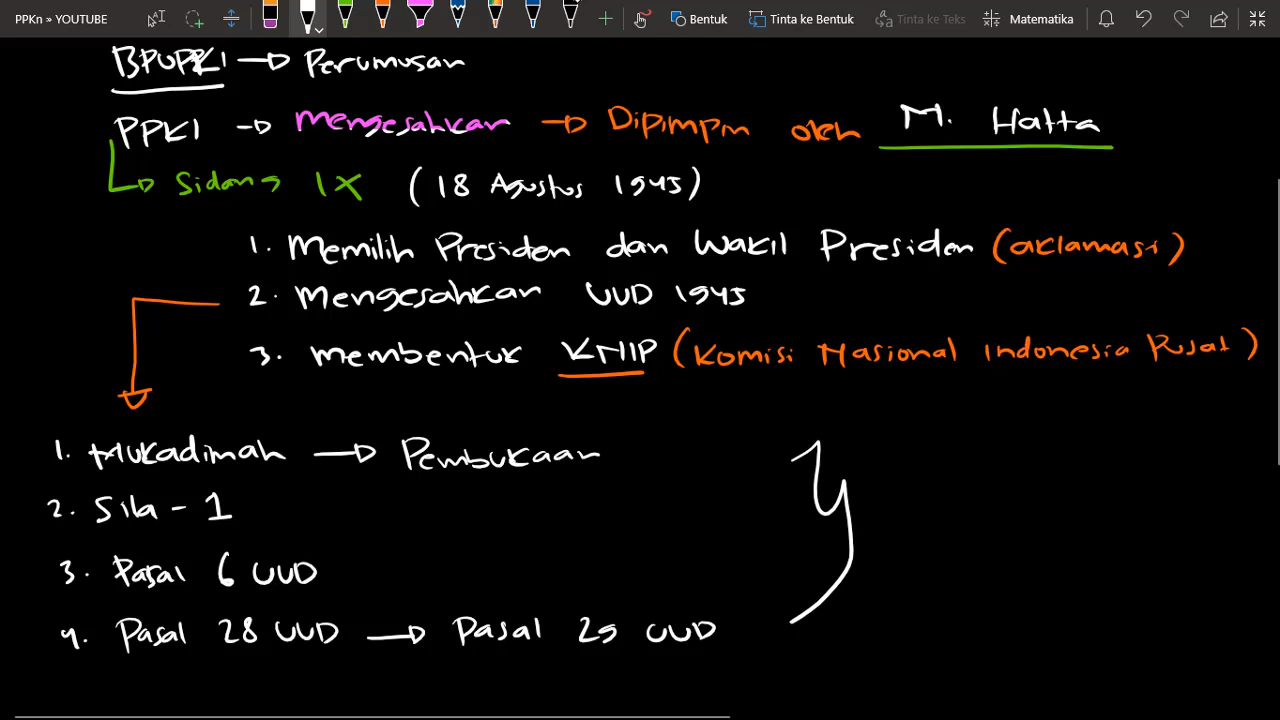 PPKn » YOUTUBE Bentuk Tinta ke Bentuk Tinta ke Teks Matematika
BPUPKI → Perumusan
PPKI → Mengesahkan → Dipimpin oleh M. Hatta
→ Sidang IX (18 Agustus 1945)
1. Memilih Presiden dan Wakil Presiden (aklamasi)
2. Mengesahkan UUD 1945
3. Membentuk KNIP (Komisi Nasional Indonesia Pusat)
1. Mukadimah → Pembukaan
2. Sila - 1
3. Pasal 6 UUD
4. Pasal 28 UUD → Pasal 29 UUD